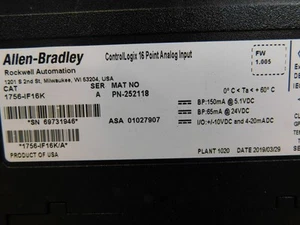 Allen-Bradley
Rockwell Automation
1201 S 2nd St, Milwaukee, WI 53204, USA
ControlLogix 16 Point Analog Input
FW
1.005
CAT SER MAT NO
1756-IF16K A PN-252118
0° C < Ta < + 60° C
BP:150mA @ 5.1VDC
BP:65mA @ 24VDC
I/O:+/-10VDC and 4-20mADC
*SN 69731946*
ASA 01027907
*1756-IF16K/A*
PRODUCT OF USA
PLANT 1020
DATE 2019/03/29